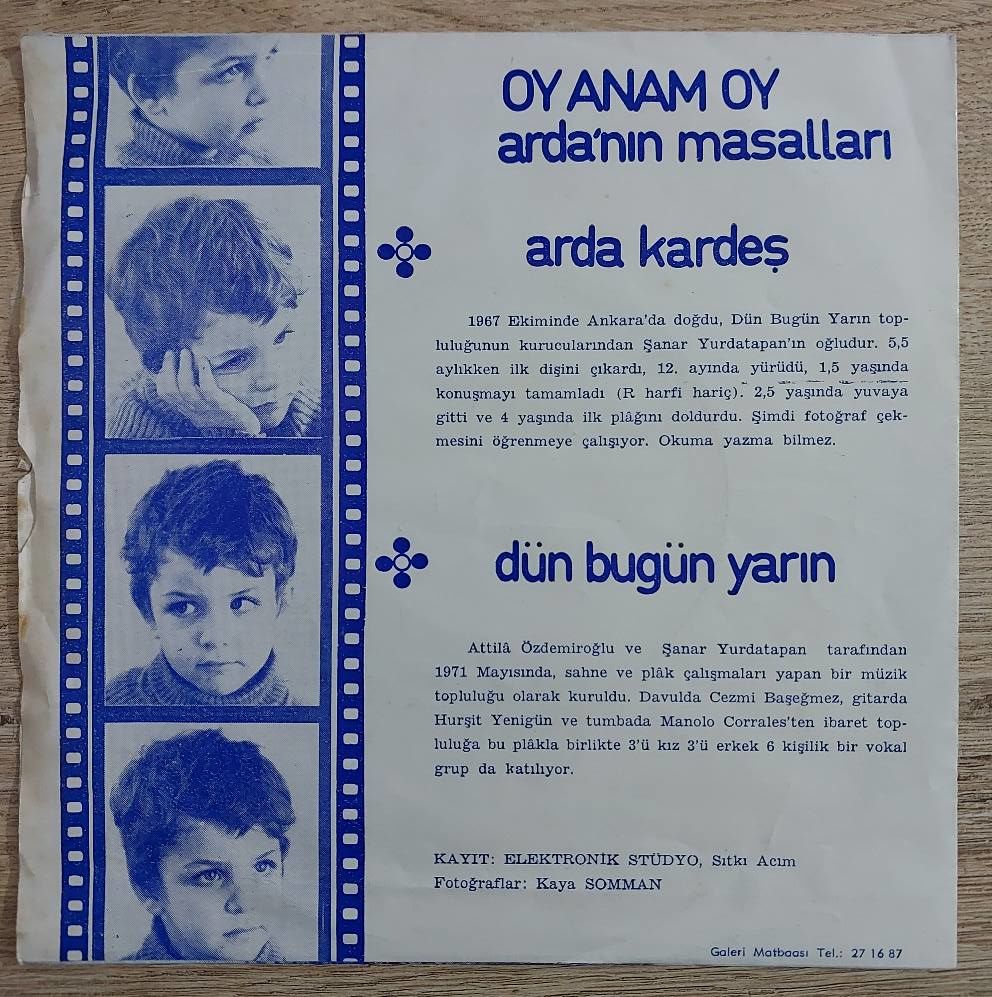 OY ANAM OY
arda'nın masalları
arda kardeş
1967 Ekiminde Ankara'da doğdu, Dün Bugün Yarın top-
luluğunun kurucularından Şanar Yurdatapan'ın oğludur. 5,5
aylıkken ilk dişini çıkardı, 12. ayında yürüdü, 1,5 yaşında
konuşmayı tamamladı (R harfi hariç). 2,5 yaşında yuvaya
gitti ve 4 yaşında ilk plâğını doldurdu. Şimdi fotoğraf çek-
mesini öğrenmeye çalışıyor. Okuma yazma bilmez.
dün bugün yarın
Attilâ Özdemiroğlu ve Şanar Yurdatapan tarafından
1971 Mayısında, sahne ve plâk çalışmaları yapan bir müzik
topluluğu olarak kuruldu. Davulda Cezmi Başeğmez, gitarda
Hurşit Yenigün ve tumbada Manolo Corrales'ten ibaret top-
luluğa bu plâkla birlikte 3'ü kız 3'ü erkek 6 kişilik bir vokal
grup da katılıyor.
KAYIT: ELEKTRONİK STÜDYO, Sıtkı Acım
Fotoğraflar: Kaya SOMMAN
Galeri Matbaası Tel.: 27 16 87